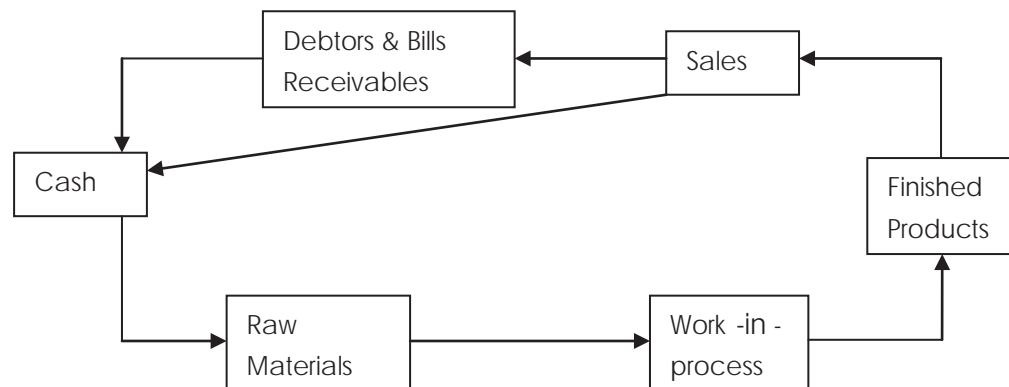 Debtors & Bills
Receivables
Sales
Cash
Finished
Products
Raw
Materials
Work -in -
process